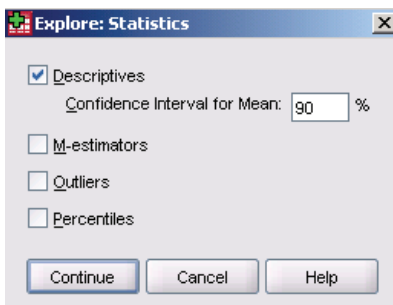 Explore: Statistics
Descriptives
Confidence Interval for Mean: 90 %
M-estimators
Outliers
Percentiles
Continue Cancel Help